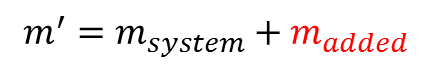 m′ = m_system + m_added